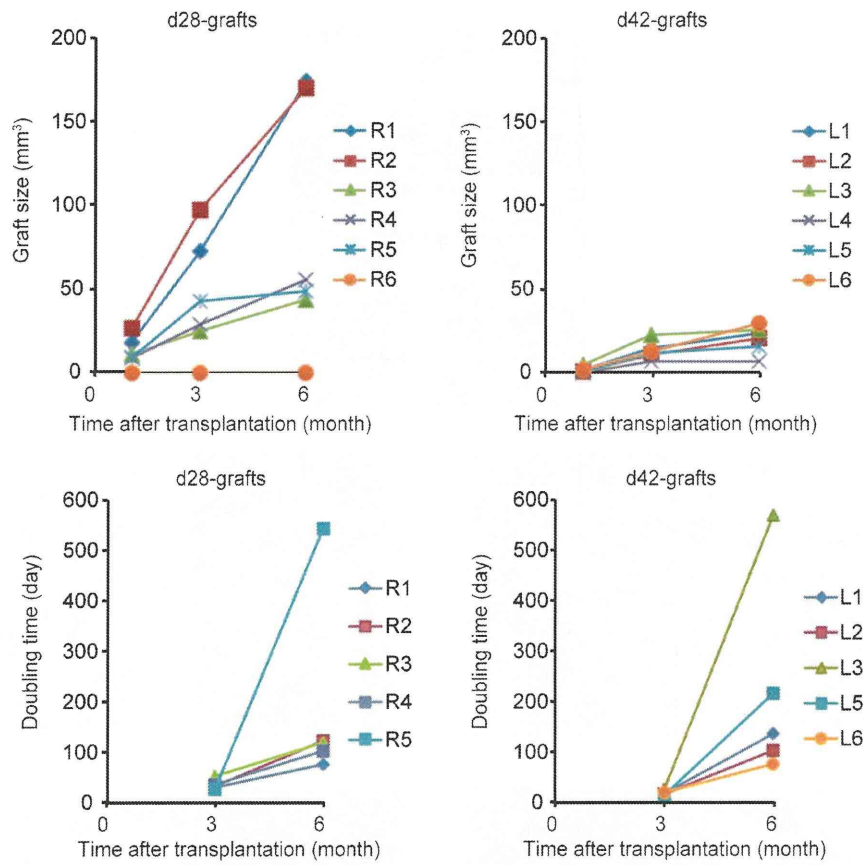 d28-grafts
200
150
100
50
0
Graft size (mm³)
0 3 6
Time after transplantation (month)
R1
R2
R3
R4
R5
R6
d42-grafts
200
150
100
50
0
Graft size (mm³)
0 3 6
Time after transplantation (month)
L1
L2
L3
L4
L5
L6
d28-grafts
600
500
400
300
200
100
0
Doubling time (day)
0 3 6
Time after transplantation (month)
R1
R2
R3
R4
R5
d42-grafts
600
500
400
300
200
100
0
Doubling time (day)
0 3 6
Time after transplantation (month)
L1
L2
L3
L5
L6